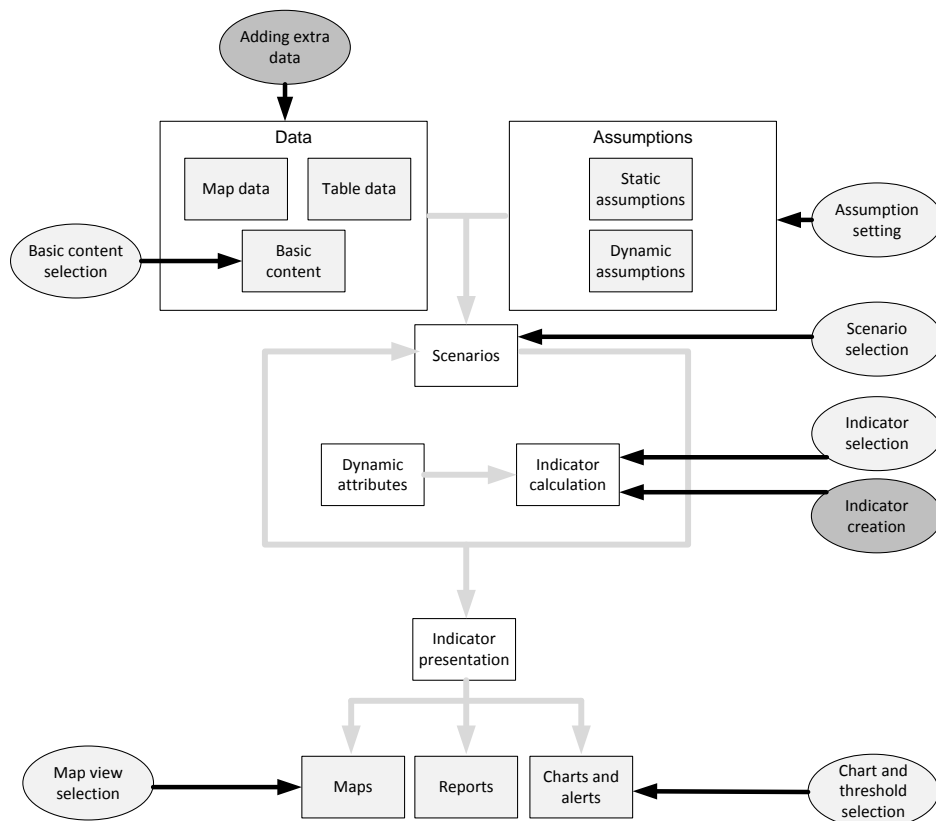 Adding extra
data
Data
Map data
Table data
Basic
content
Assumptions
Static
assumptions
Dynamic
assumptions
Assumption
setting
Basic content
selection
Scenarios
Scenario
selection
Dynamic
attributes
Indicator
calculation
Indicator
selection
Indicator
creation
Indicator
presentation
Map view
selection
Maps
Reports
Charts and
alerts
Chart and
threshold
selection